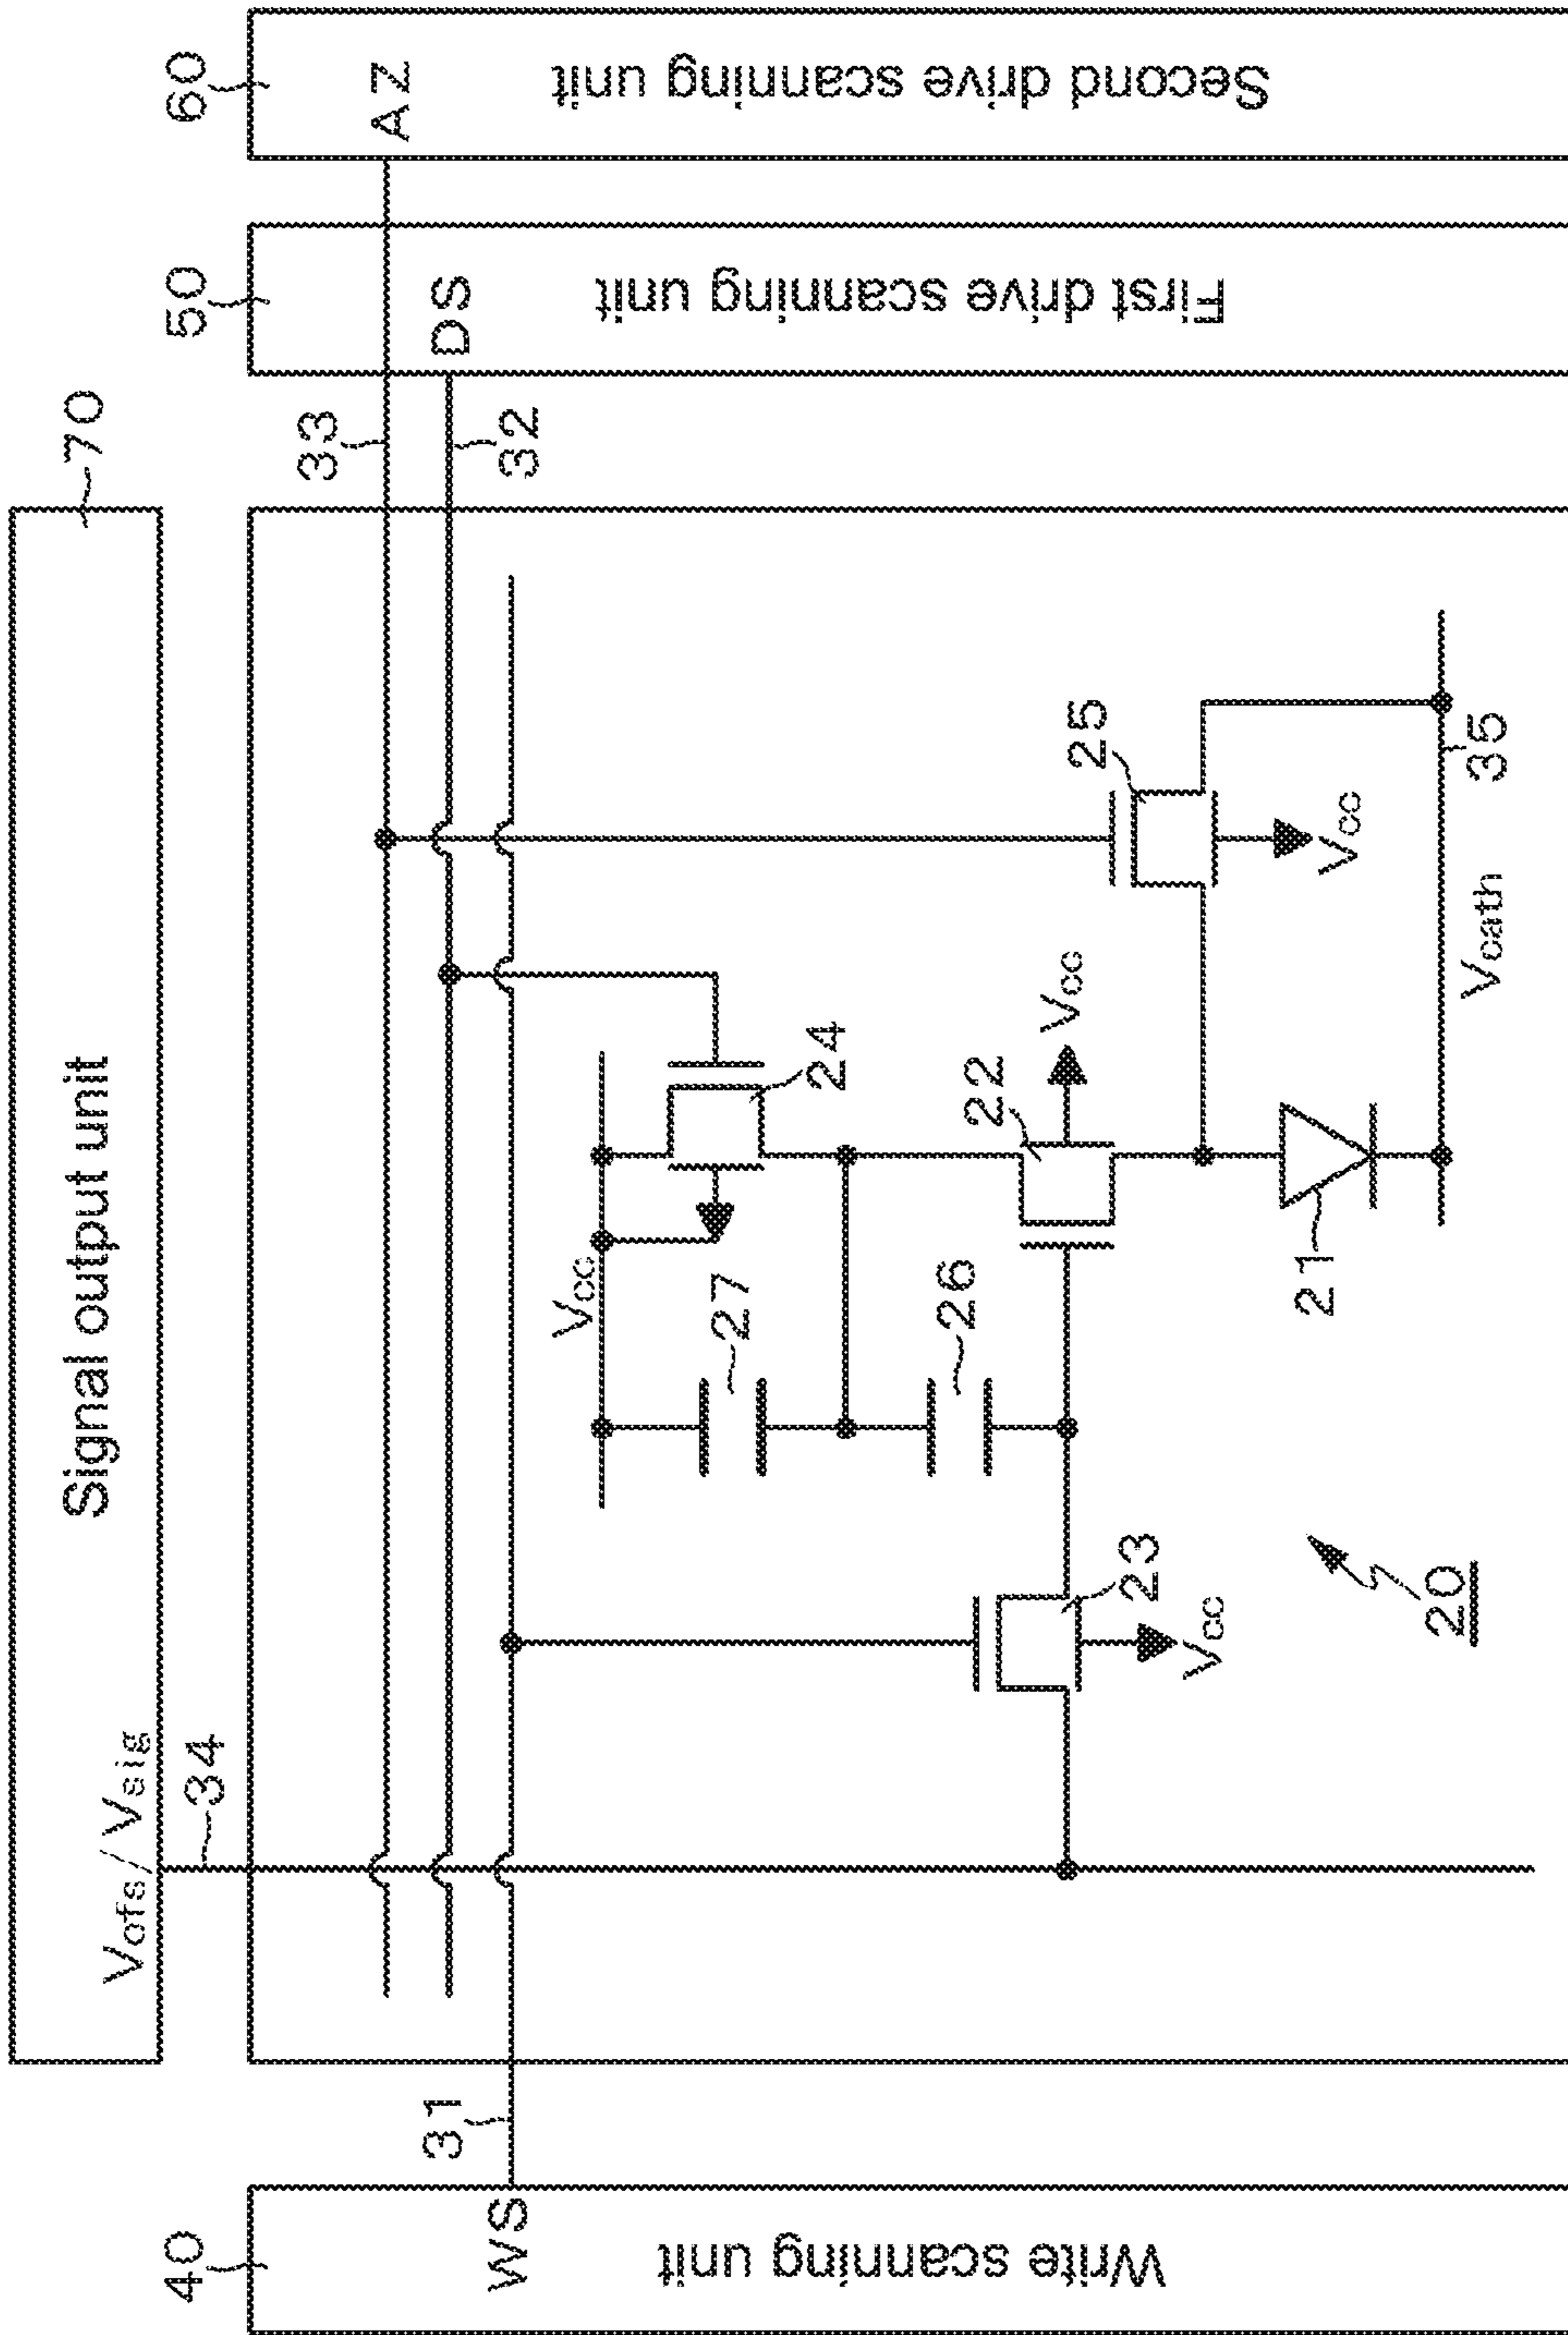 70
Signal output unit
Vofs/Vsig
34
40
WS
Write scanning unit
31
33
32
50
DS
First drive scanning unit
60
AZ
Second drive scanning unit
Vcc
27
24
26
22
Vcc
25
Vcc
23
Vcc
21
Vcath
35
20